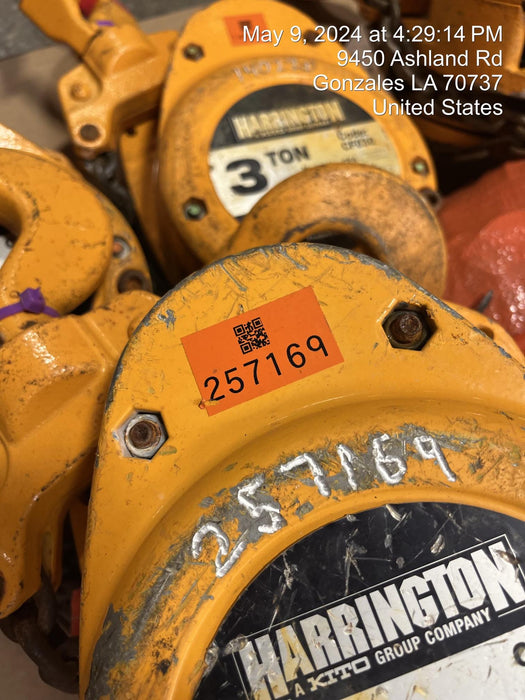 May 9, 2024 at 4:29:14 PM
9450 Ashland Rd
Gonzales LA 70737
United States
HARRINGTON
3 TON
257169
257169
HARRINGTON
A KITO GROUP COMPANY